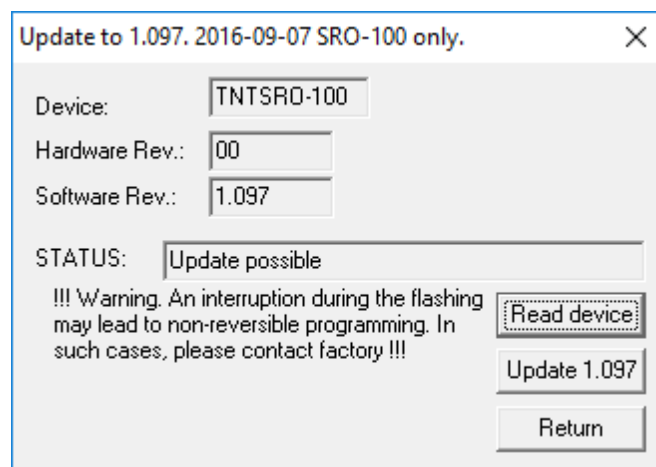 Update to 1.097. 2016-09-07 SRO-100 only.
Device: TNTSRO-100
Hardware Rev.: 00
Software Rev.: 1.097
STATUS: Update possible
!!! Warning. An interruption during the flashing
may lead to non-reversible programming. In
such cases, please contact factory !!!
Read device
Update 1.097
Return